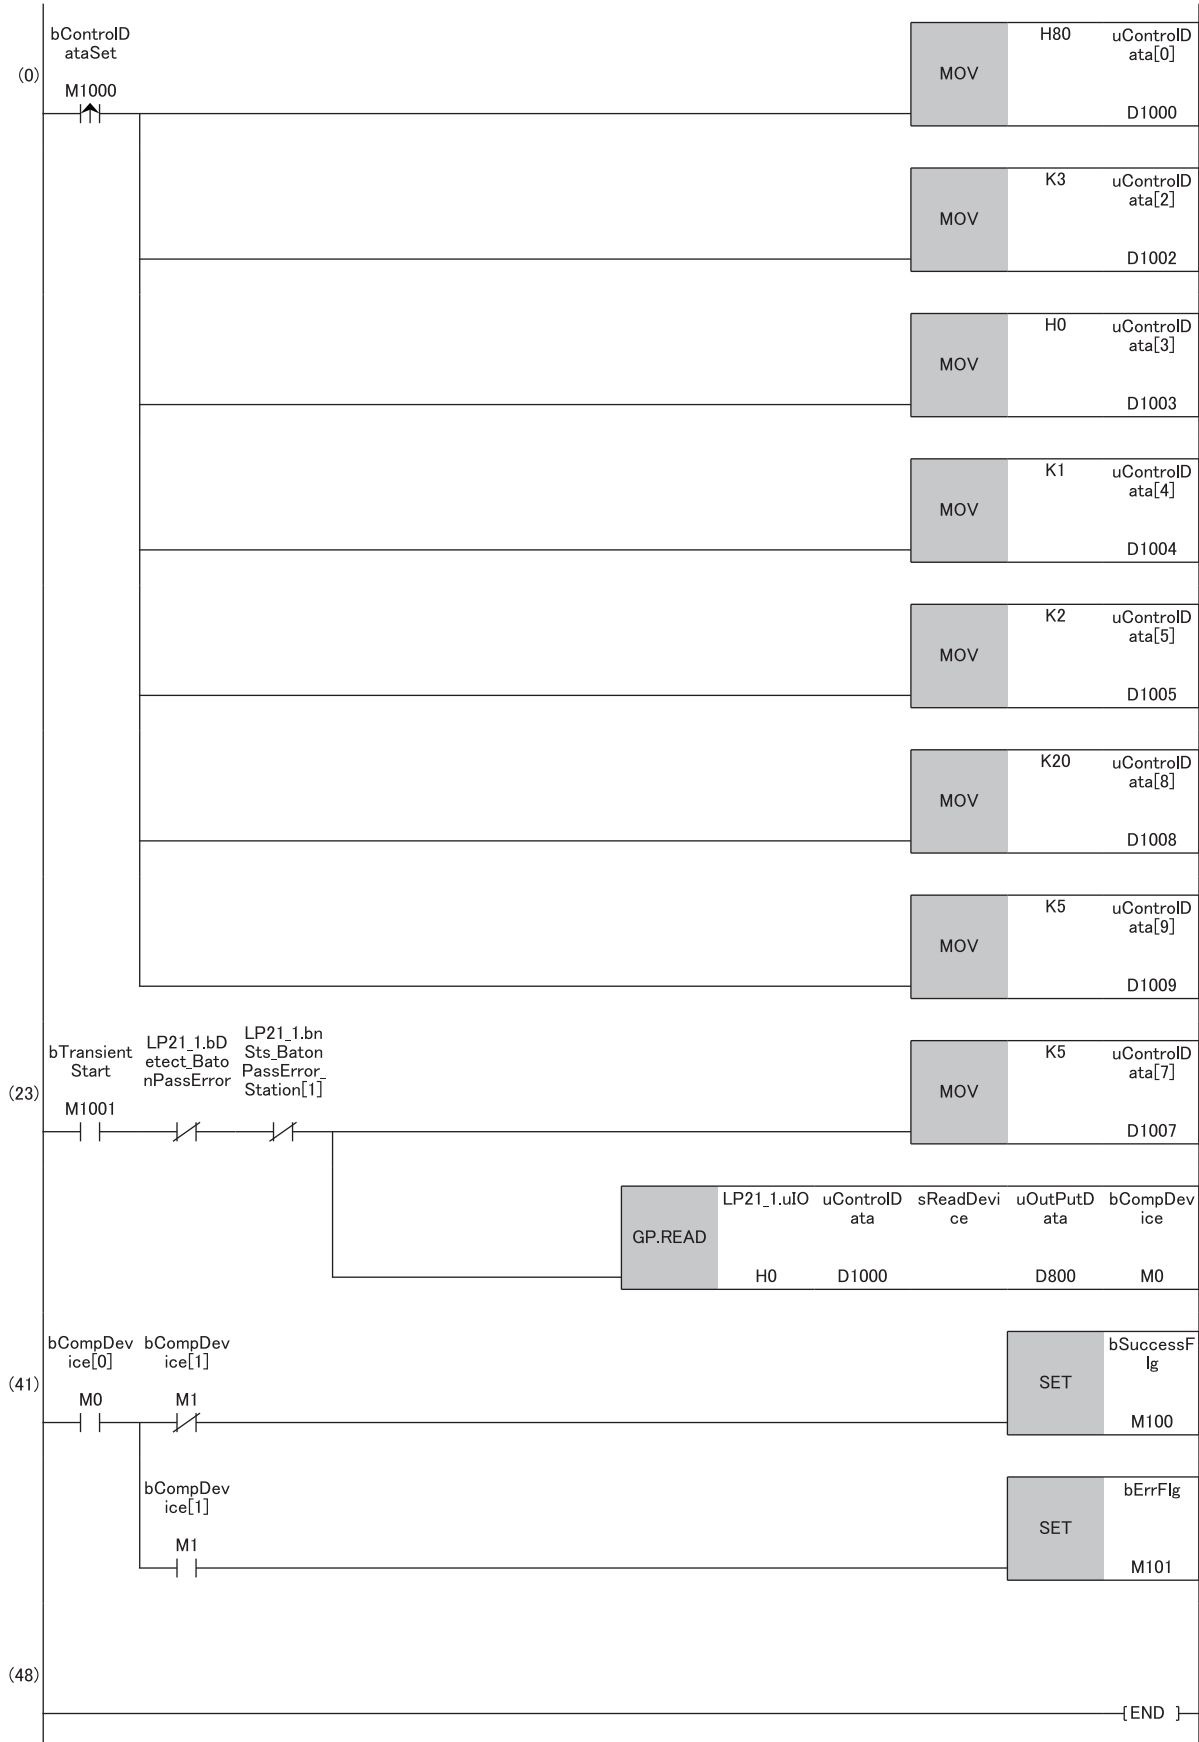 bControlD
ataSet
(0)
M1000
MOV
H80
uControlD
ata[0]
D1000
MOV
K3
uControlD
ata[2]
D1002
MOV
H0
uControlD
ata[3]
D1003
MOV
K1
uControlD
ata[4]
D1004
MOV
K2
uControlD
ata[5]
D1005
MOV
K20
uControlD
ata[8]
D1008
MOV
K5
uControlD
ata[9]
D1009
(23)
bTransient
Start
M1001
LP21_1.bD
etect_Bato
nPassError
LP21_1.bn
Sts_Baton
PassError_
Station[1]
MOV
K5
uControlD
ata[7]
D1007
GP.READ
LP21_1.uIO
H0
uControlD
ata
D1000
sReadDevi
ce
uOutPutD
ata
D800
bCompDev
ice
M0
(41)
bCompDev
ice[0]
M0
bCompDev
ice[1]
M1
SET
bSuccessF
lg
M100
bCompDev
ice[1]
M1
SET
bErrFlg
M101
(48)
[END ]